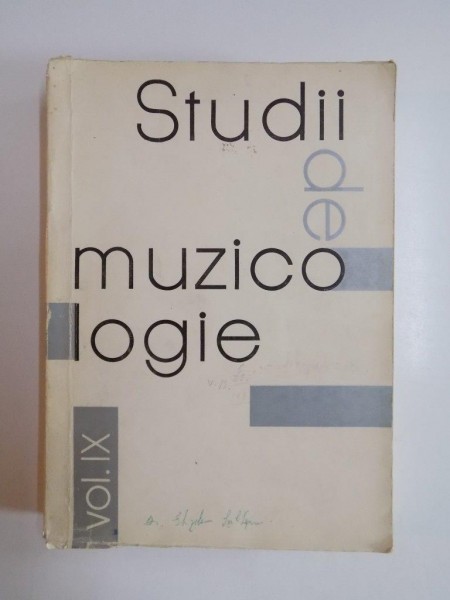 Studii
de
muzico
logie
vol. IX